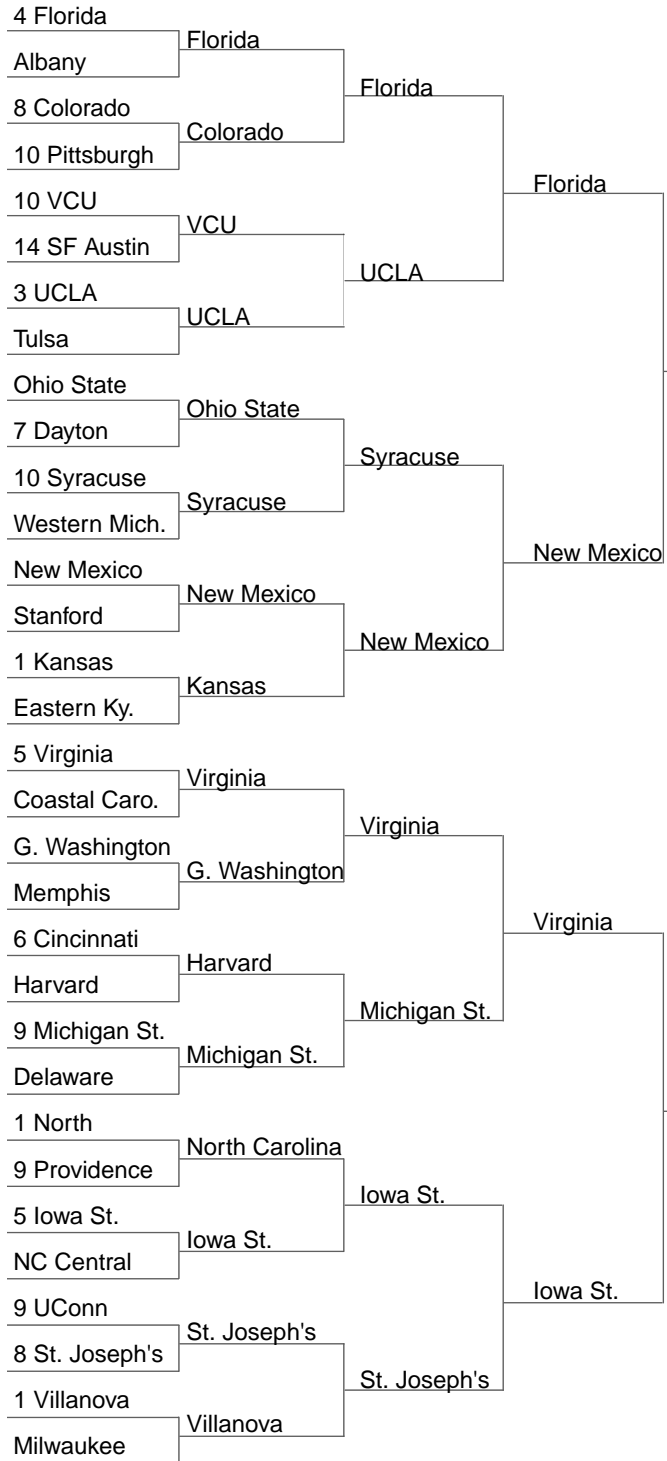 4 Florida
Albany
8 Colorado
10 Pittsburgh
10 VCU
14 SF Austin
3 UCLA
Tulsa
Ohio State
7 Dayton
10 Syracuse
Western Mich.
New Mexico
Stanford
1 Kansas
Eastern Ky.
5 Virginia
Coastal Caro.
G. Washington
Memphis
6 Cincinnati
Harvard
9 Michigan St.
Delaware
1 North
9 Providence
5 Iowa St.
NC Central
9 UConn
8 St. Joseph's
1 Villanova
Milwaukee
Florida
Colorado
VCU
UCLA
Ohio State
Syracuse
New Mexico
Kansas
Virginia
G. Washington
Harvard
Michigan St.
North Carolina
Iowa St.
St. Joseph's
Villanova
Florida
UCLA
Syracuse
New Mexico
Virginia
Michigan St.
Iowa St.
St. Joseph's
Florida
New Mexico
Virginia
Iowa St.